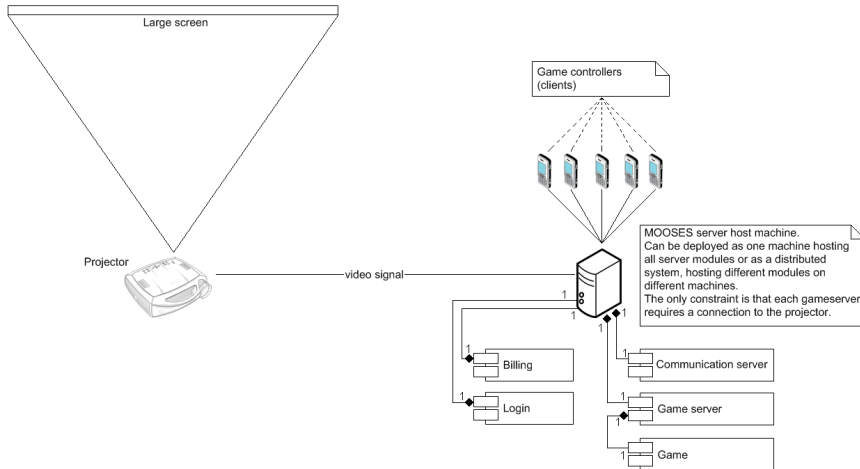 Large screen
Game controllers
(clients)
MOOSES server host machine.
Can be deployed as one machine hosting
all server modules or as a distributed
system, hosting different modules on
different machines.
The only constraint is that each gameserver
requires a connection to the projector.
Projector
video signal
1
1
1
1
1
Billing
1
Communication server
1
Login
1
Game server
1
1
Game